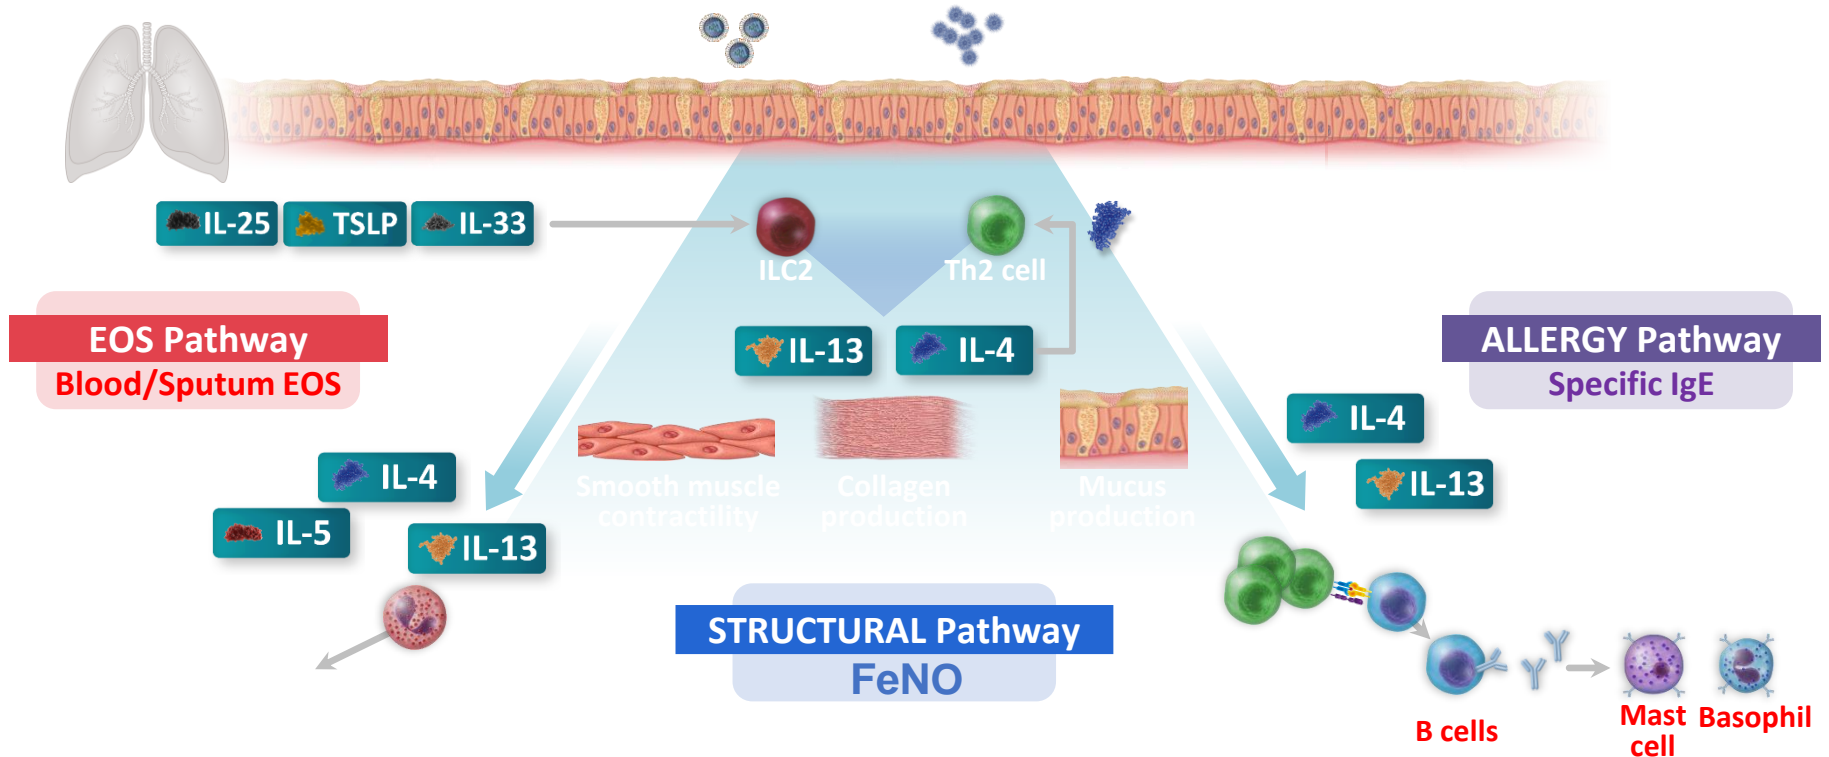 IL-25
TSLP
IL-33
ILC2
Th2 cell
EOS Pathway
Blood/Sputum EOS
IL-13
IL-4
ALLERGY Pathway
Specific IgE
IL-4
IL-13
Smooth muscle
contractility
Collagen
production
Mucus
production
IL-4
IL-5
IL-13
STRUCTURAL Pathway
FeNO
B cells
Mast
cell
Basophil